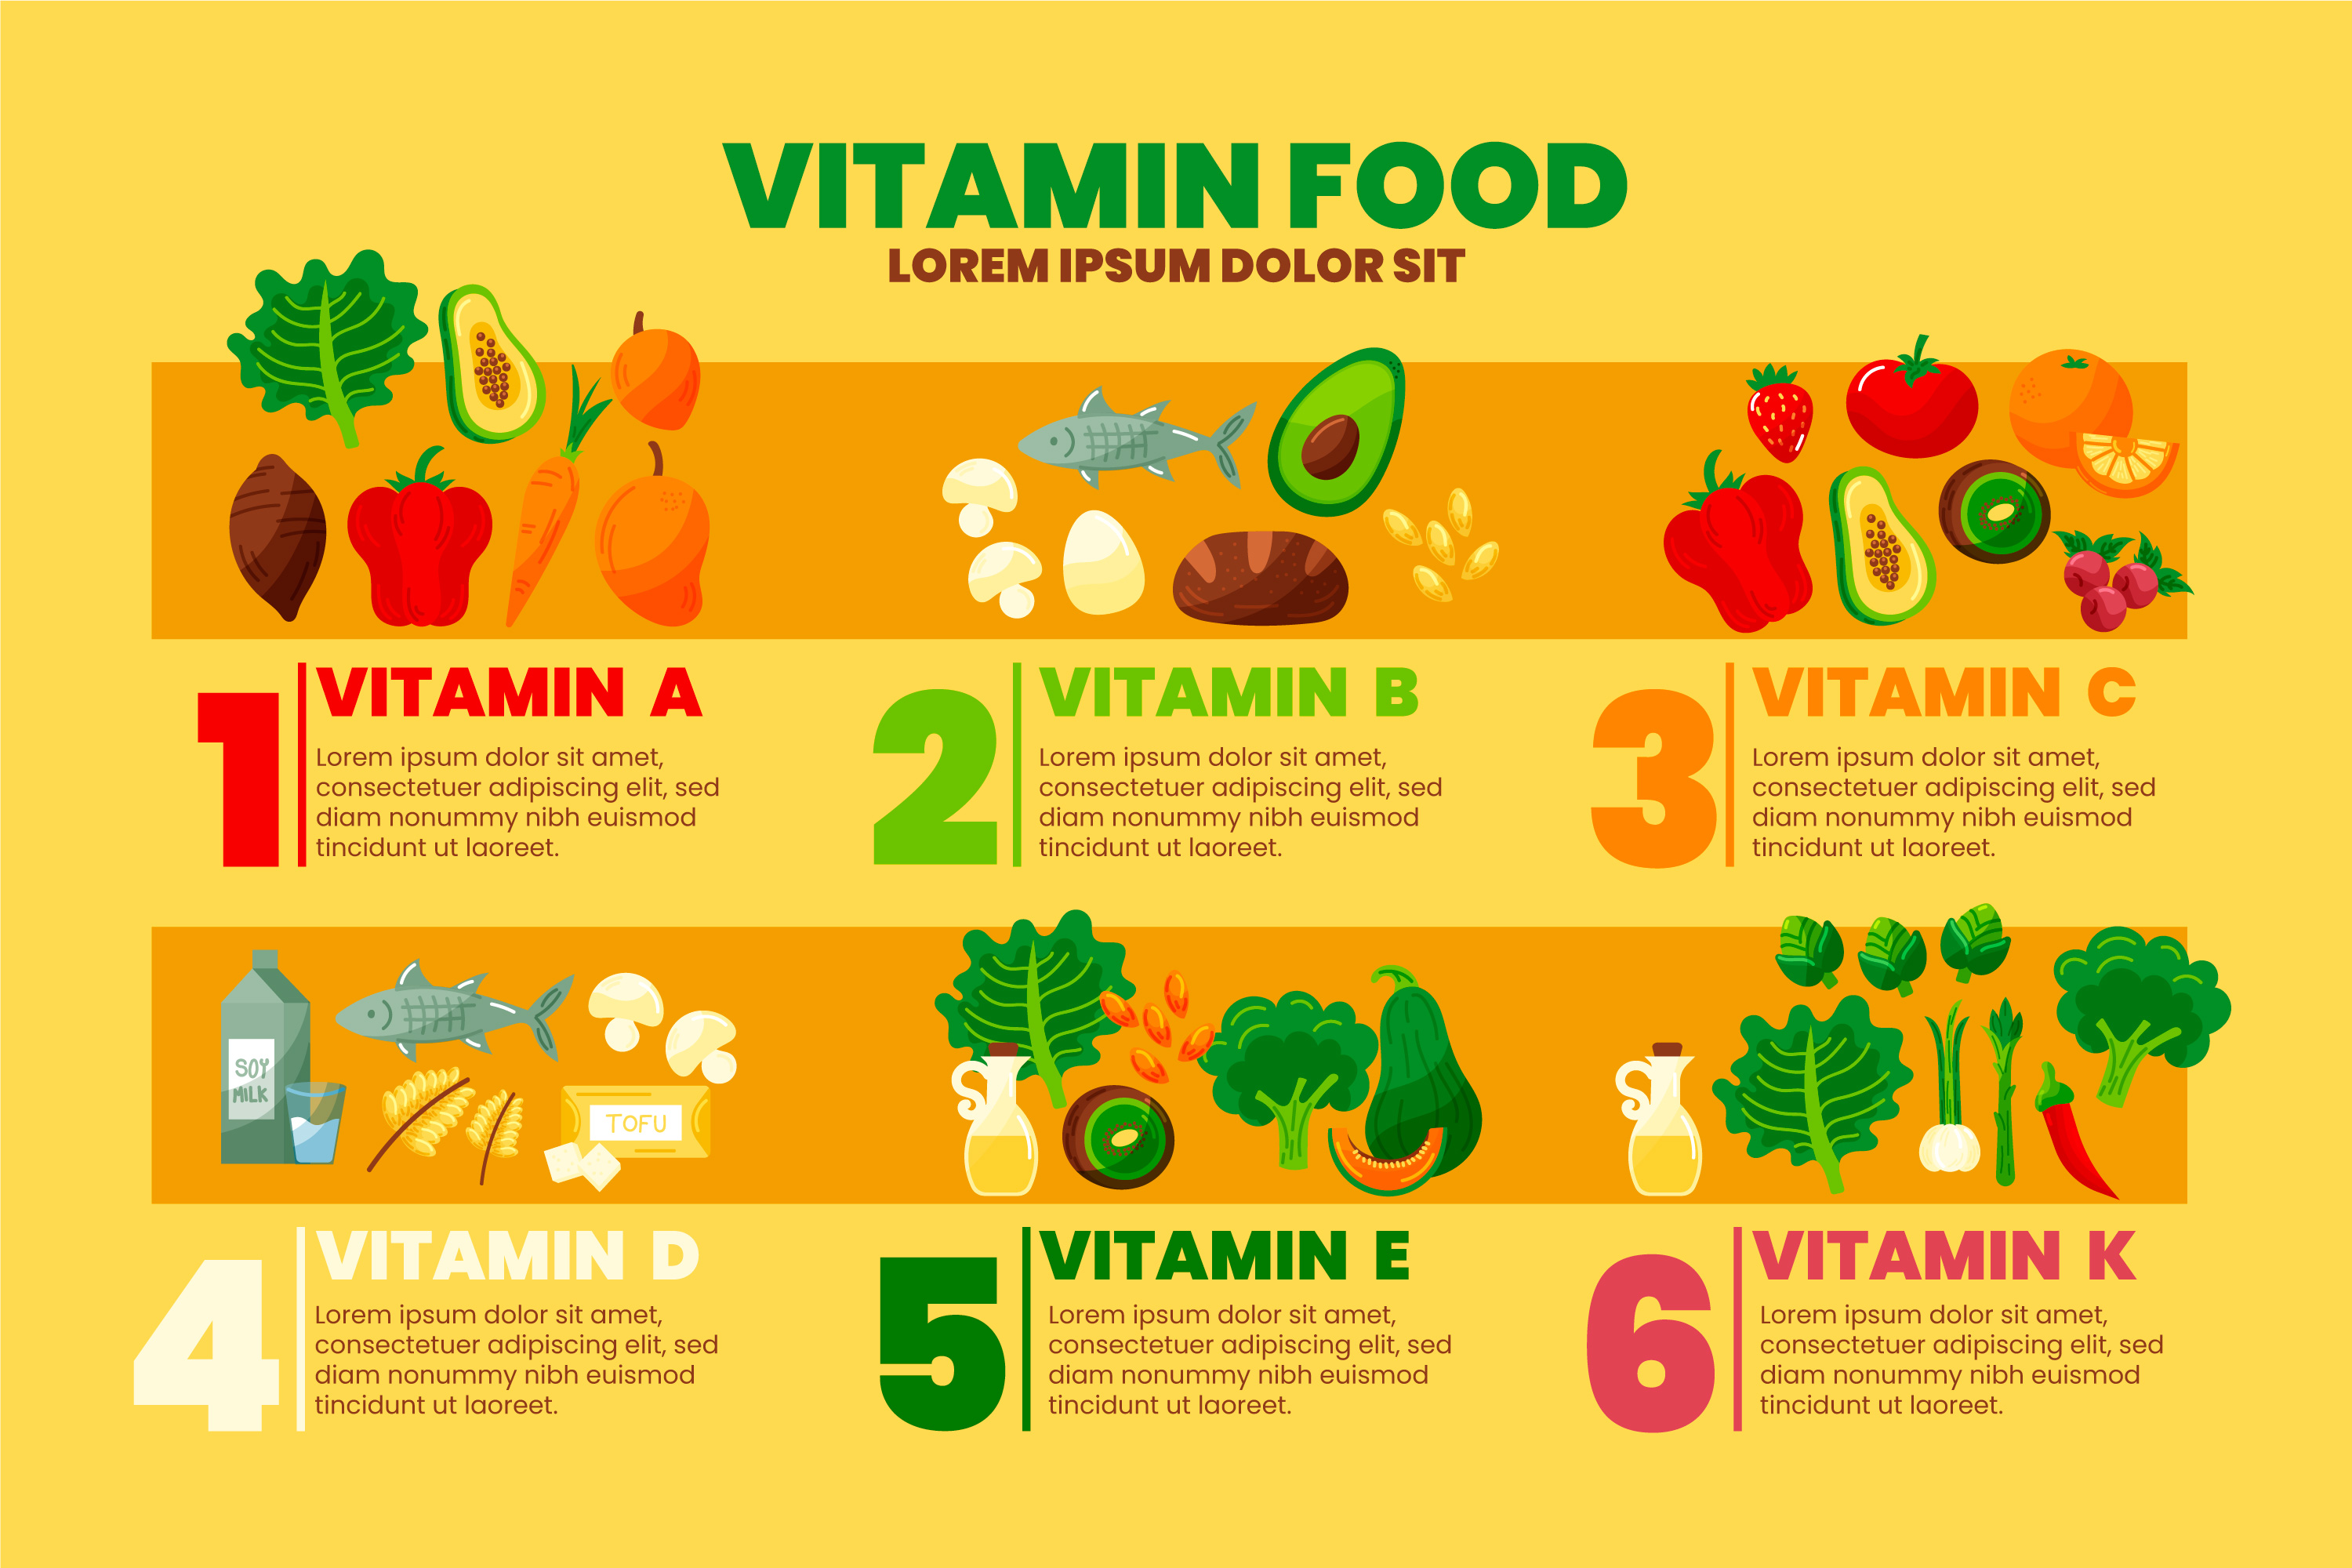 VITAMIN FOOD
LOREM IPSUM DOLOR SIT
1
VITAMIN A
Lorem ipsum dolor sit amet,
consectetuer adipiscing elit, sed
diam nonummy nibh euismod
tincidunt ut laoreet.
2
VITAMIN B
Lorem ipsum dolor sit amet,
consectetuer adipiscing elit, sed
diam nonummy nibh euismod
tincidunt ut laoreet.
3
VITAMIN C
Lorem ipsum dolor sit amet,
consectetuer adipiscing elit, sed
diam nonummy nibh euismod
tincidunt ut laoreet.
SOY
MILK
TOFU
4
VITAMIN D
Lorem ipsum dolor sit amet,
consectetuer adipiscing elit, sed
diam nonummy nibh euismod
tincidunt ut laoreet.
5
VITAMIN E
Lorem ipsum dolor sit amet,
consectetuer adipiscing elit, sed
diam nonummy nibh euismod
tincidunt ut laoreet.
6
VITAMIN K
Lorem ipsum dolor sit amet,
consectetuer adipiscing elit, sed
diam nonummy nibh euismod
tincidunt ut laoreet.